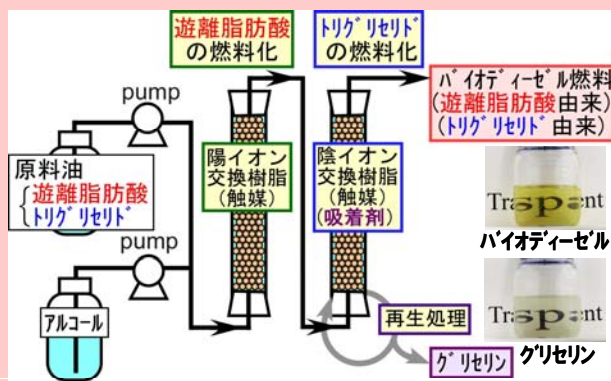 遊離脂肪酸
の燃料化
トリグリセリド
の燃料化
バイオディーゼル燃料
(遊離脂肪酸由来)
(トリグリセリド由来)
pump
原料油
遊離脂肪酸
トリグリセリド
陽イオン
交換樹脂
(触媒)
陰イオン
交換樹脂
(触媒)
(吸着剤)
Transparent
バイオディーゼル
pump
アルコール
再生処理
グリセリン
Transparent
グリセリン